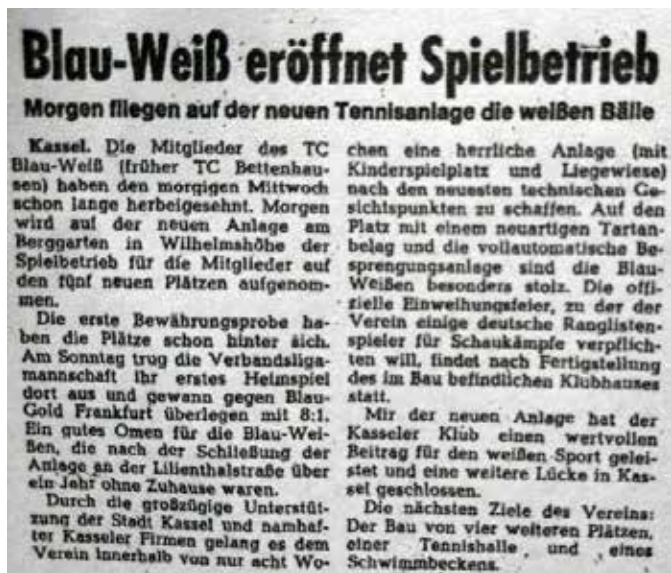 Blau-Weiß eröffnet Spielbetrieb
Morgen fliegen auf der neuen Tennisanlage die weißen Bälle
Kassel. Die Mitglieder des TC
Blau-Weiß (früher TC Bettenhau-
sen) haben den morgigen Mittwoch
schon lange herbeigesehnt. Morgen
wird auf der neuen Anlage am
Berggarten in Wilhelmshöhe der
Spielbetrieb für die Mitglieder auf
den fünf neuen Plätzen aufgenom-
men.
Die erste Bewährungsprobe ha-
ben die Plätze schon hinter sich.
Am Sonntag trug die Verbandsliga-
mannschaft ihr erstes Heimspiel
dort aus und gewann gegen Blau-
Gold Frankfurt überlegen mit 8:1.
Ein gutes Omen für die Blau-Wei-
ßen, die nach der Schließung der
Anlage an der Lilienthalstraße über
ein Jahr ohne Zuhause waren.
Durch die großzügige Unterstüt-
zung der Stadt Kassel und namhaf-
ter Kasseler Firmen gelang es dem
Verein innerhalb von nur acht Wo-
chen eine herrliche Anlage (mit
Kinderspielplatz und Liegewiese)
nach den neuesten technischen Ge-
sichtspunkten zu schaffen. Auf den
Platz mit einem neuartigen Tartan-
belag und die vollautomatische Be-
sprengungsanlage sind die Blau-
Weißen besonders stolz. Die offi-
zielle Einweihungsfeier, zu der der
Verein einige deutsche Ranglisten-
spieler für Schaukämpfe verpflich-
ten will, findet nach Fertigstellung
des im Bau befindlichen Klubhauses
statt.
Mir der neuen Anlage hat der
Kasseler Klub einen wertvollen
Beitrag für den weißen Sport gelei-
stet und eine weitere Lücke in Kas-
sel geschlossen.
Die nächsten Ziele des Vereins:
Der Bau von vier weiteren Plätzen,
einer Tennishalle und eines
Schwimmbeckens.